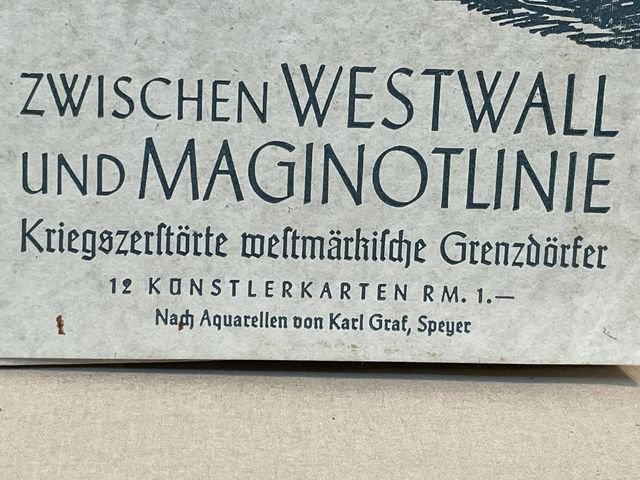 ZWISCHEN WESTWALL
UND MAGINOTLINIE
Kriegszerſtörte weſtmärkiſche Grenzdörfer
12 KÜNSTLERKARTEN RM. 1.—
Nach Aquarellen von Karl Graf, Speyer